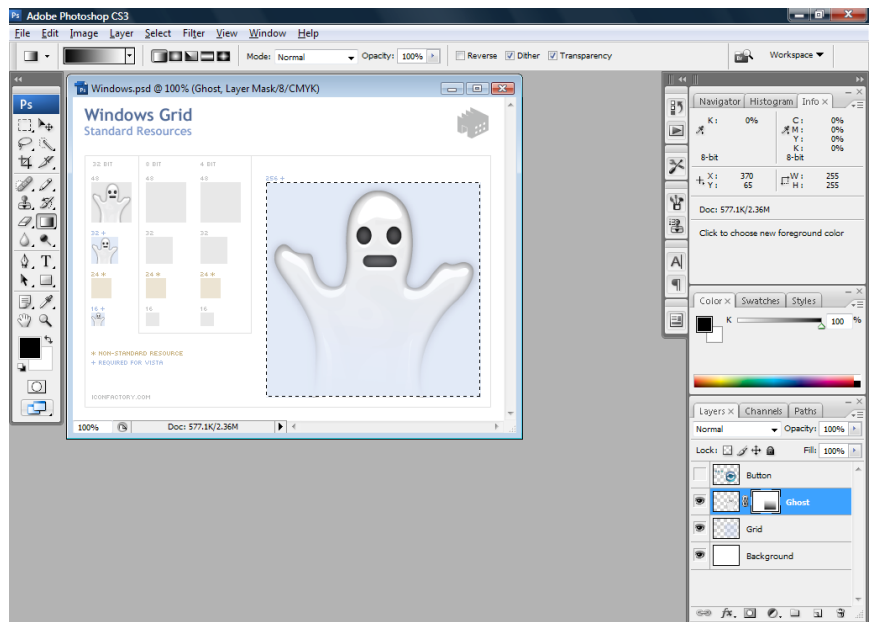 Ps Adobe Photoshop CS3
File Edit Image Layer Select Filter View Window Help
Mode: Normal Opacity: 100% Reverse Dither Transparency Workspace
Ps
Windows.psd @ 100% (Ghost, Layer Mask/8/CMYK)
Windows Grid
Standard Resources
32 BIT 8 BIT 4 BIT
48 48 48 256 +
32 + 32 32
24 * 24 * 24 *
16 + 16 16
* NON-STANDARD RESOURCE
+ REQUIRED FOR VISTA
ICONFACTORY.COM
100% Doc: 577.1K/2.36M
Navigator Histogram Info ×
K: 0% C: 0%
M: 0%
Y: 0%
K: 0%
8-bit 8-bit
X: 370 W: 255
Y: 65 H: 255
Doc: 577.1K/2.36M
Click to choose new foreground color
Color × Swatches Styles
K 100 %
Layers × Channels Paths
Normal Opacity: 100%
Lock: Fill: 100%
Button
Ghost
Grid
Background
fx.